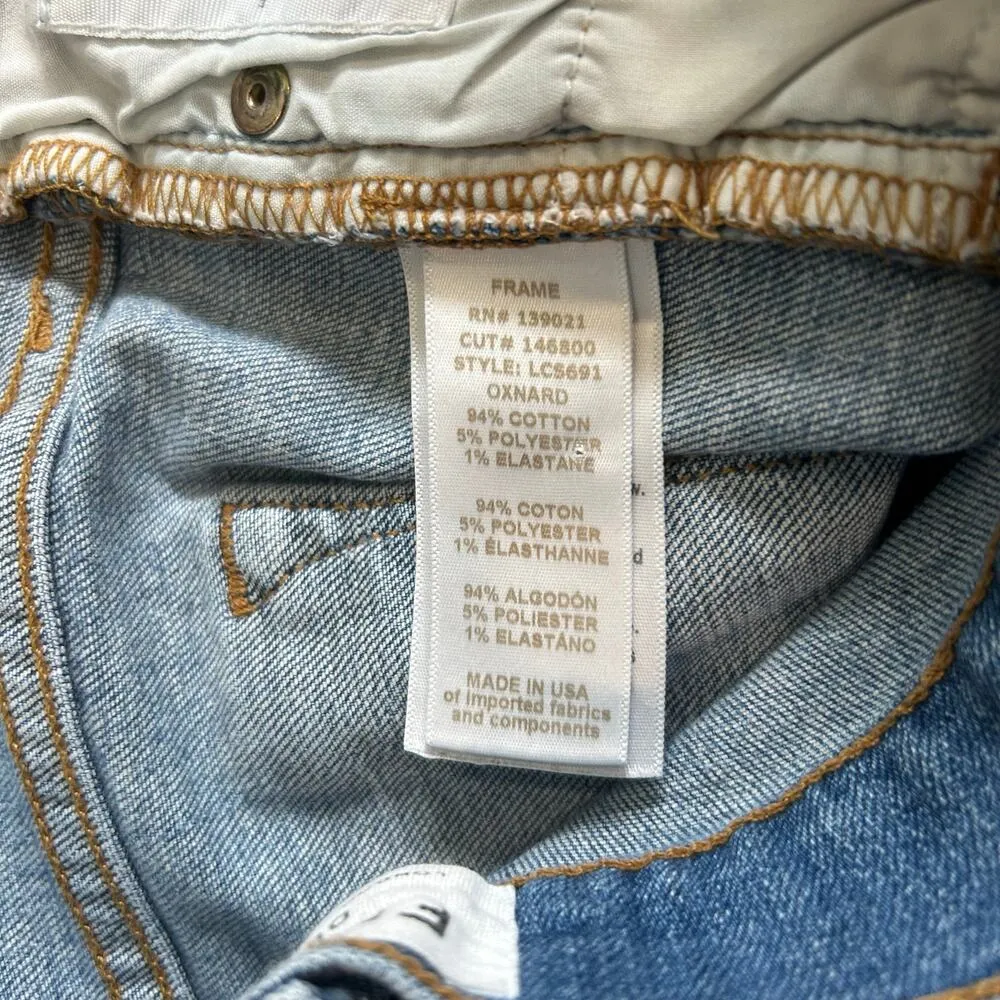 FRAME
RN# 139021
CUT# 146800
STYLE: LCS691
OXNARD
94% COTTON
5% POLYESTER
1% ELASTANE
94% COTON
5% POLYESTER
1% ÉLASTHANNE
94% ALGODÓN
5% POLIESTER
1% ELASTÁNO
MADE IN USA
of imported fabrics
and components
w.
d